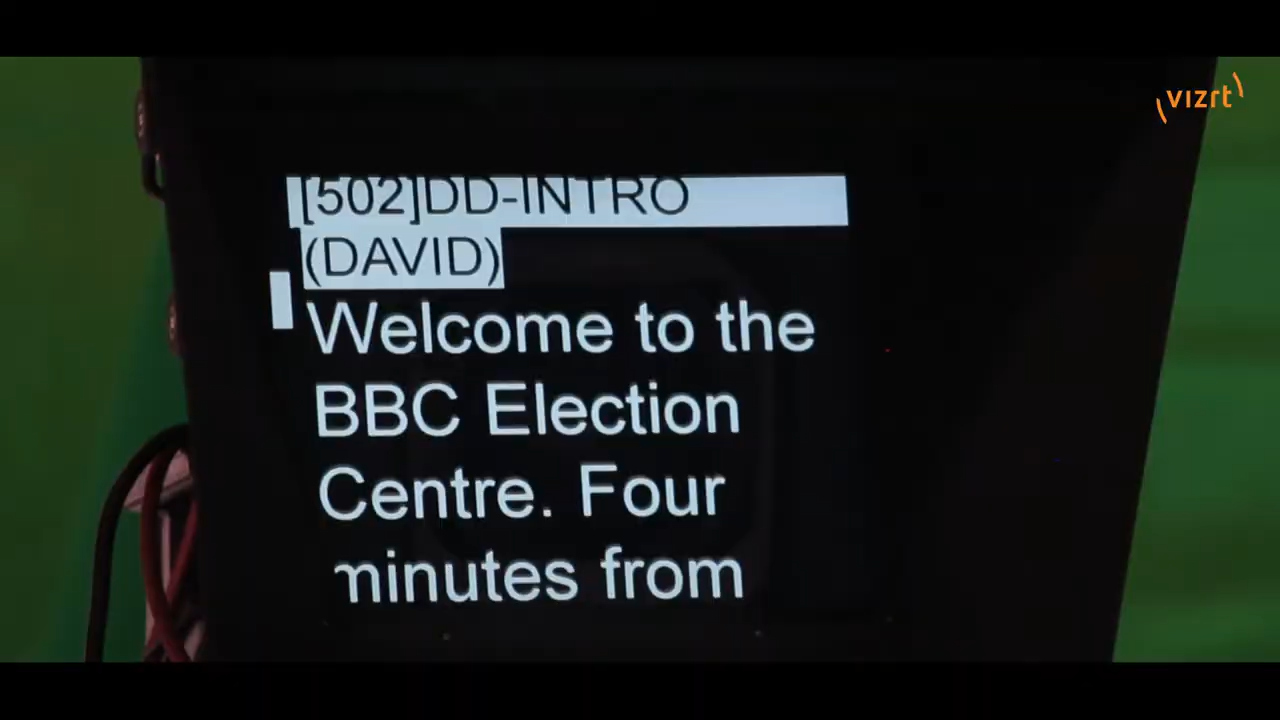 vizrt
[502]DD-INTRO
(DAVID)
Welcome to the
BBC Election
Centre. Four
minutes from